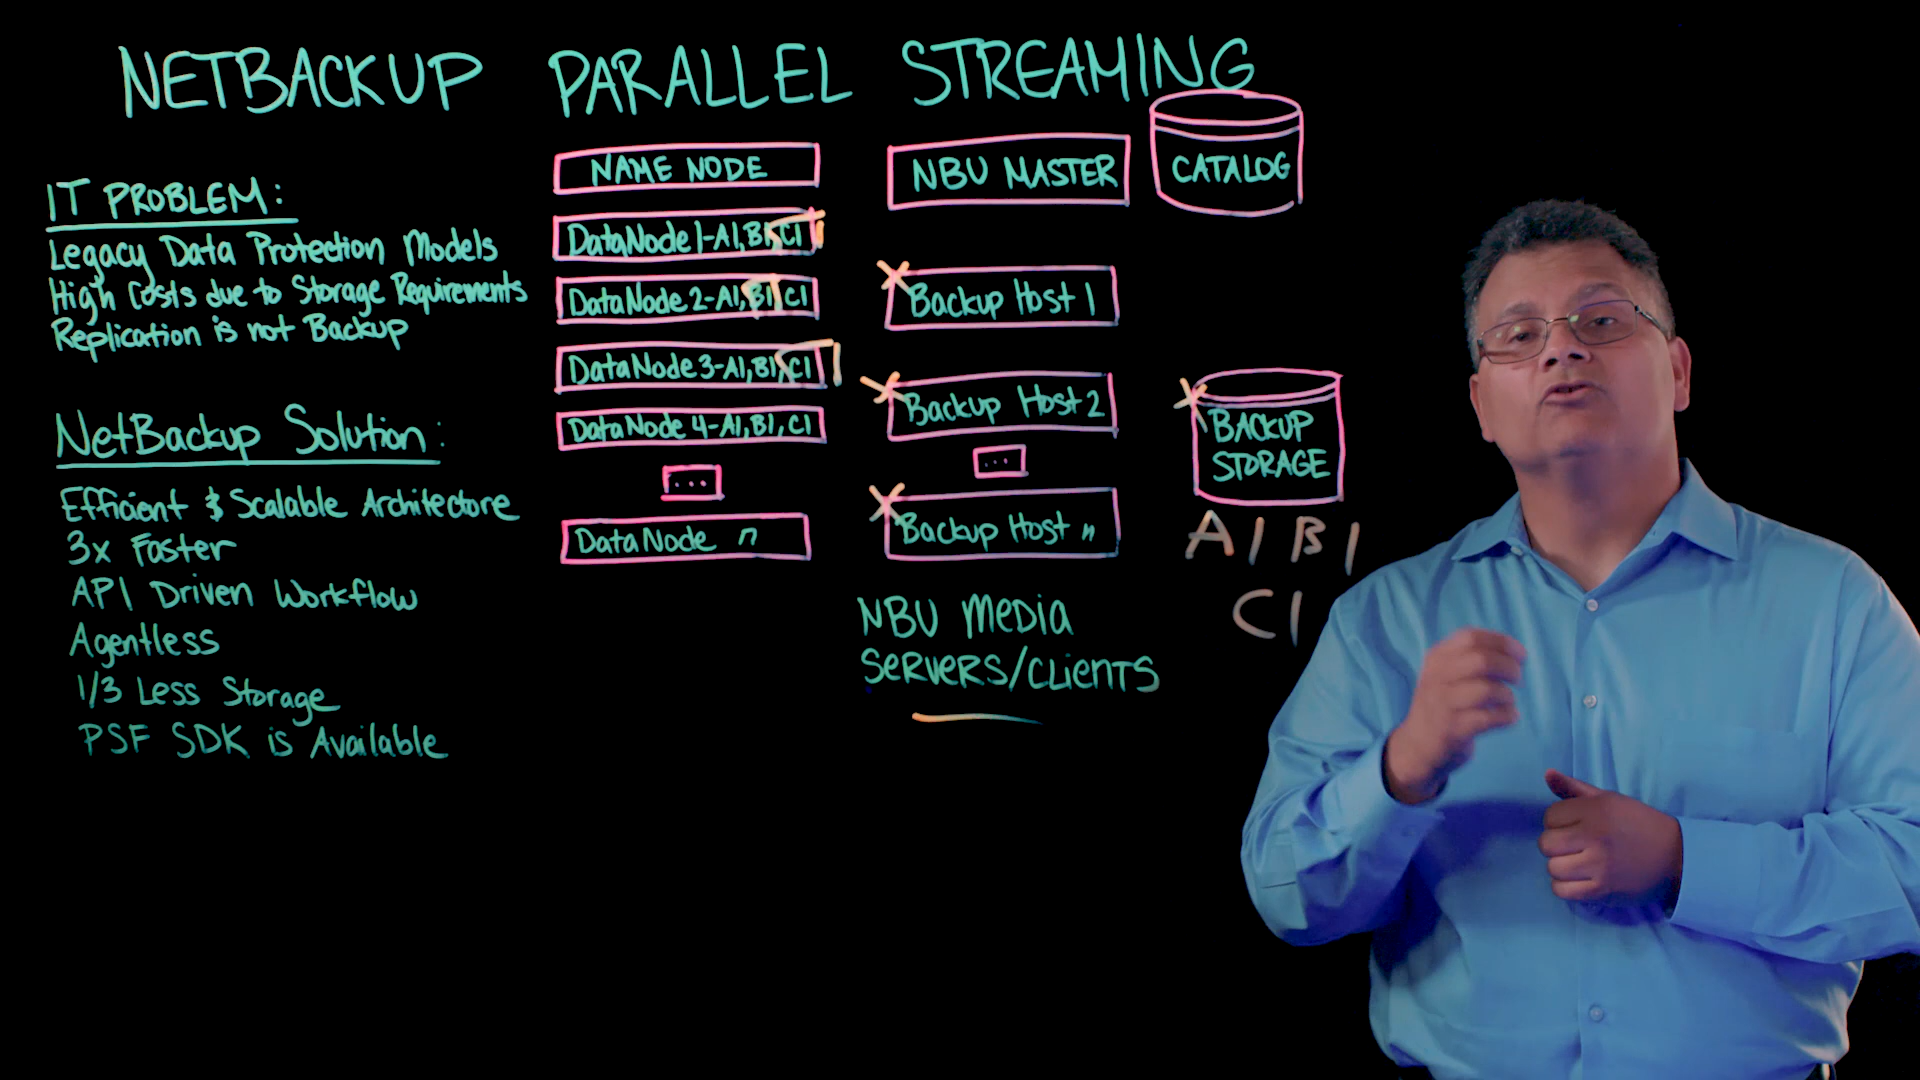 NETBACKUP PARALLEL STREAMING
IT PROBLEM:
Legacy Data Protection Models
High Costs due to Storage Requirements
Replication is not Backup
NetBackup Solution:
Efficient & Scalable Architecture
3x Faster
API Driven Workflow
Agentless
1/3 Less Storage
PSF SDK is Available
NAME NODE
DataNode 1-A1,B1,C1
DataNode 2-A1,B1,C1
DataNode 3-A1,B1,C1
DataNode 4-A1,B1,C1
...
DataNode n
NBU MASTER
Backup Host 1
Backup Host 2
...
Backup Host n
NBU MEDIA
SERVERS/CLIENTS
CATALOG
BACKUP
STORAGE
A1 B1
C1